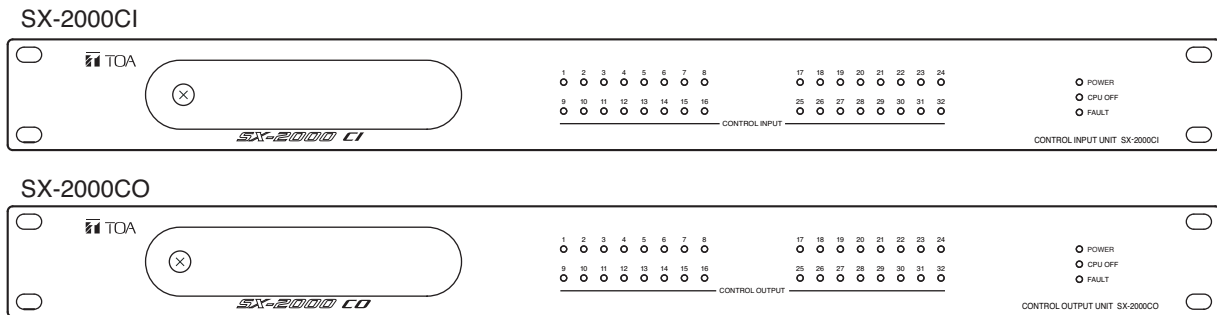 SX-2000CI
TOA
1 2 3 4 5 6 7 8 17 18 19 20 21 22 23 24
POWER
CPU OFF
9 10 11 12 13 14 15 16 25 26 27 28 29 30 31 32
FAULT
CONTROL INPUT
SX-2000 CI
CONTROL INPUT UNIT SX-2000CI
SX-2000CO
TOA
1 2 3 4 5 6 7 8 17 18 19 20 21 22 23 24
POWER
CPU OFF
9 10 11 12 13 14 15 16 25 26 27 28 29 30 31 32
FAULT
CONTROL OUTPUT
SX-2000 CO
CONTROL OUTPUT UNIT SX-2000CO